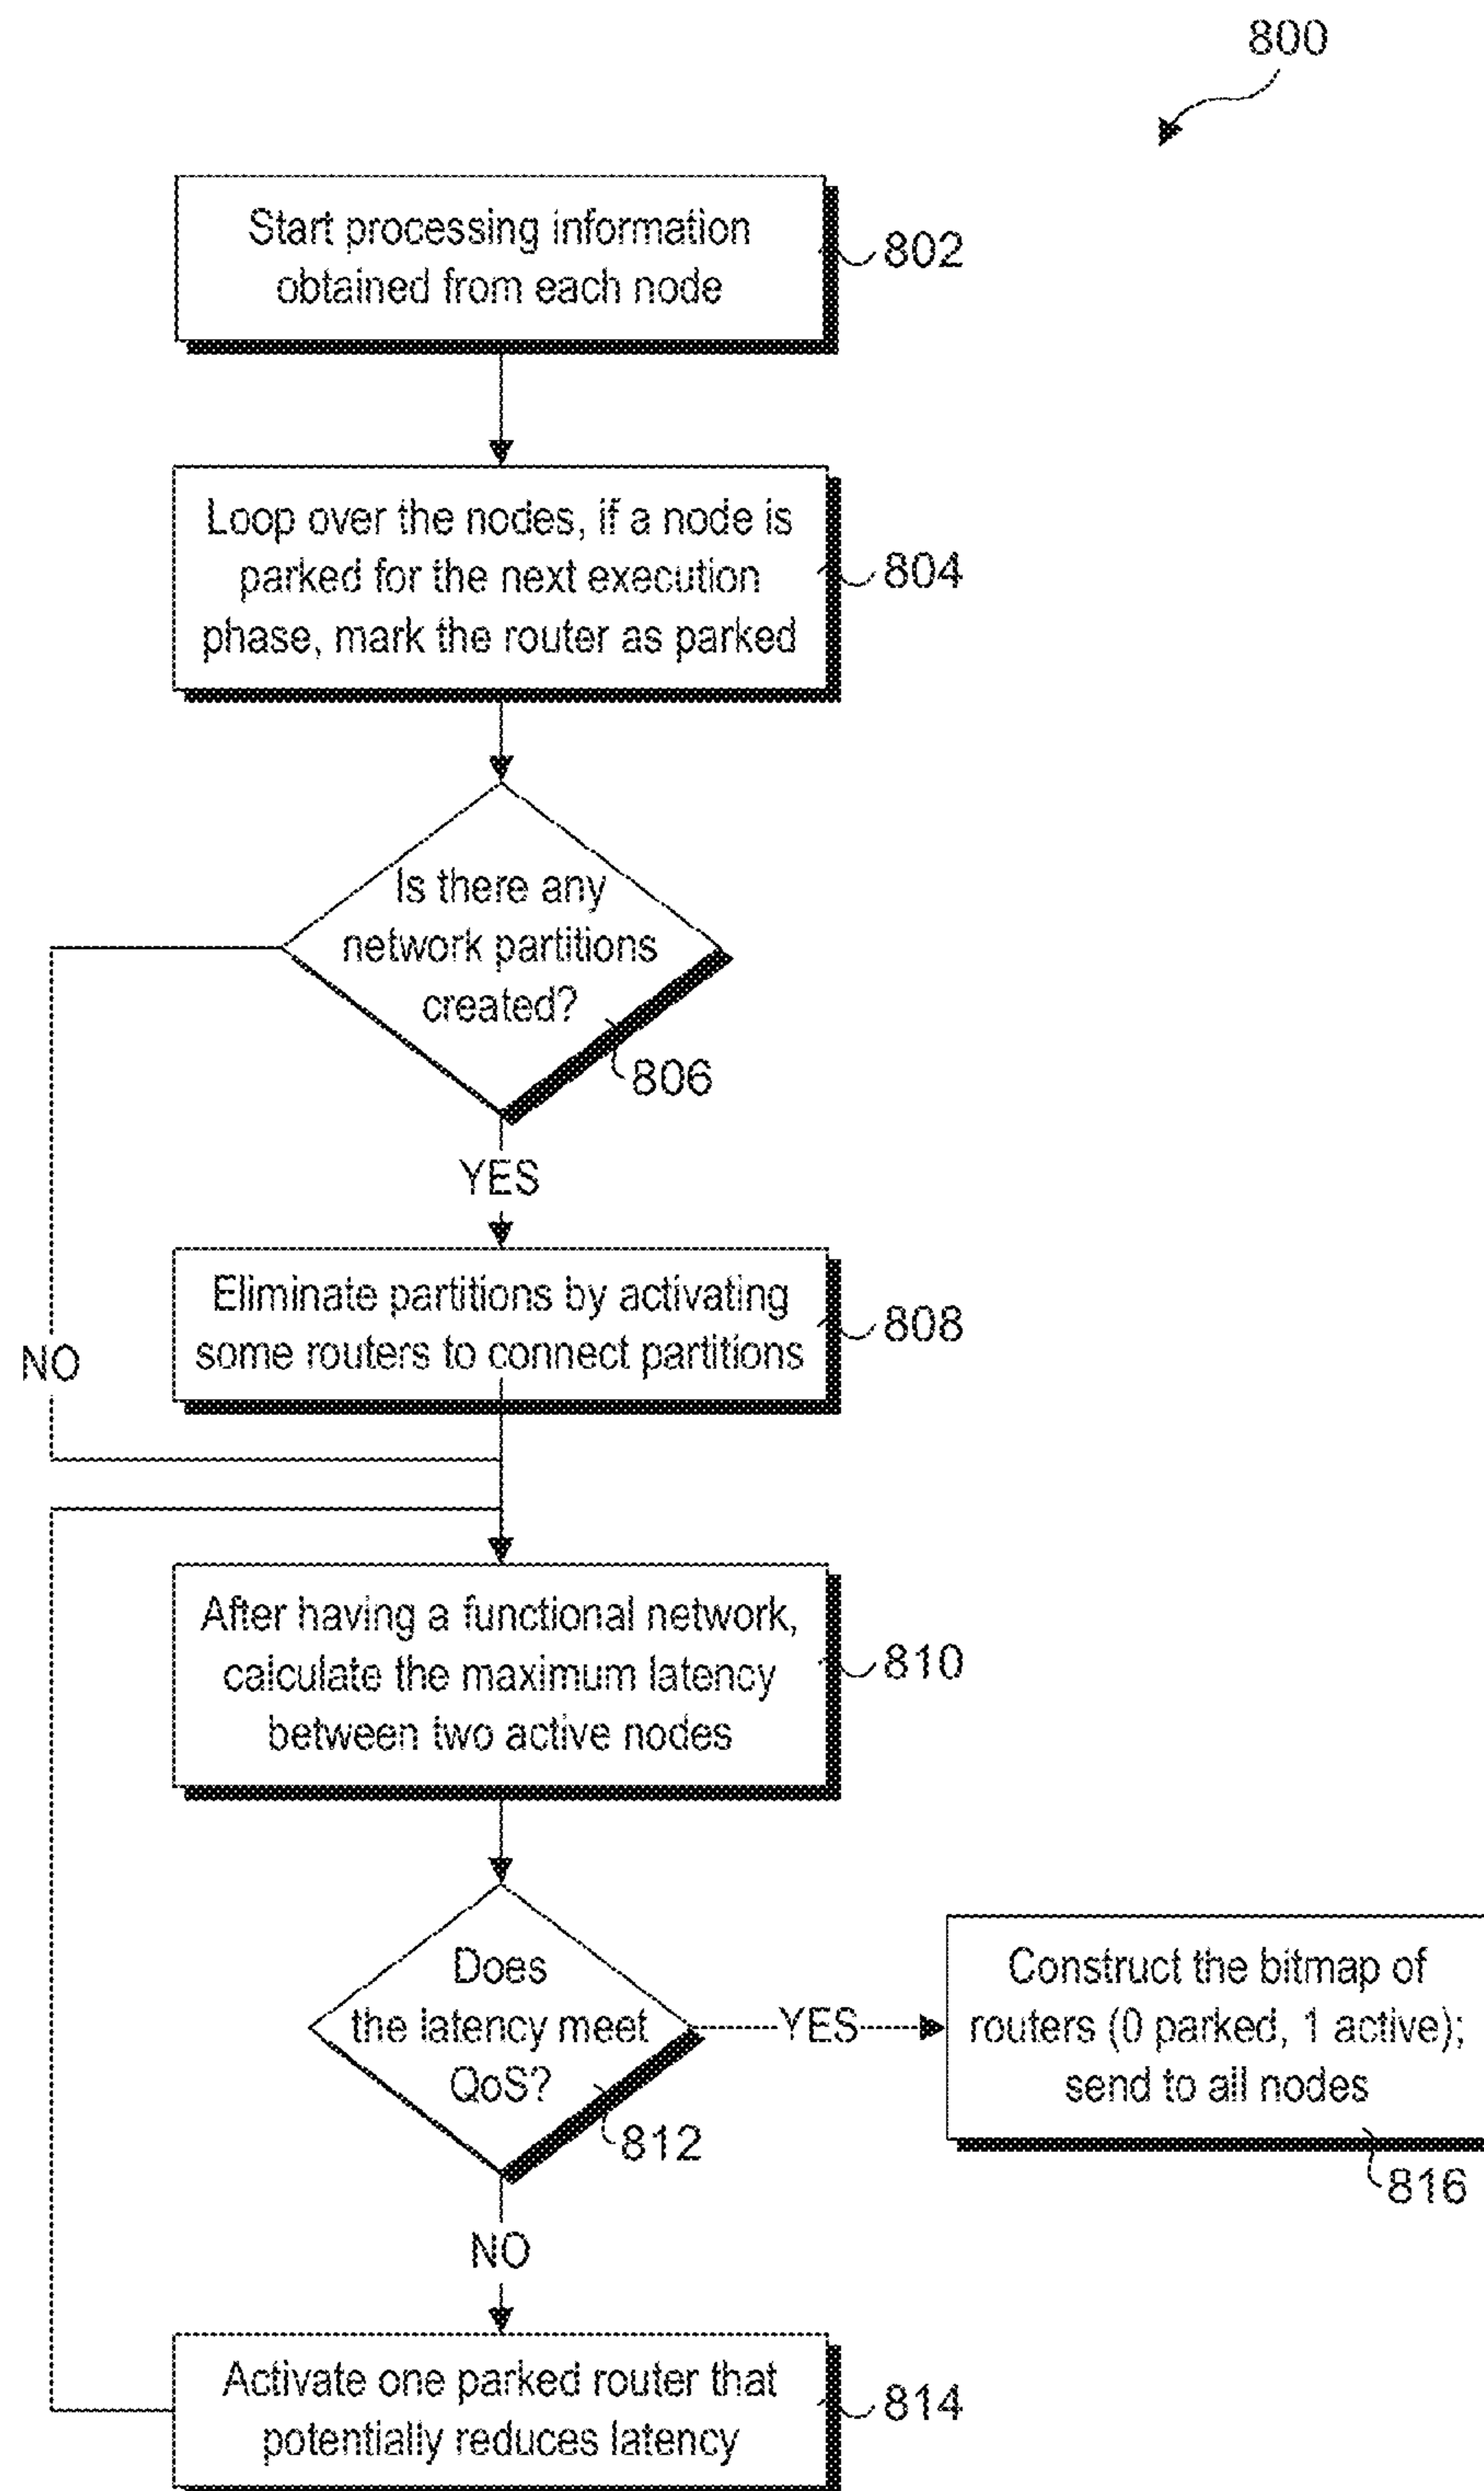 800
Start processing information
obtained from each node
802
Loop over the nodes, if a node is
parked for the next execution
phase, mark the router as parked
804
Is there any
network partitions
created?
806
YES
Eliminate partitions by activating
some routers to connect partitions
808
NO
After having a functional network,
calculate the maximum latency
between two active nodes
810
Does
the latency meet
QoS?
812
YES
Construct the bitmap of
routers (0 parked, 1 active);
send to all nodes
816
NO
Activate one parked router that
potentially reduces latency
814